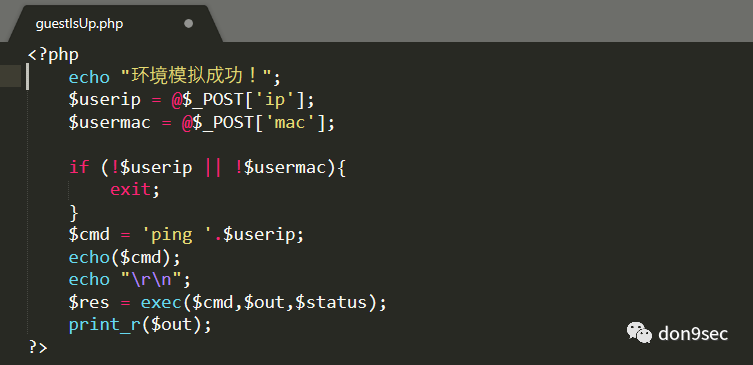 guestIsUp.php
<?php
echo "环境模拟成功！";
$userip = @$_POST['ip'];
$usermac = @$_POST['mac'];
if (!$userip || !$usermac){
exit;
}
$cmd = 'ping '.$userip;
echo($cmd);
echo "\r\n";
$res = exec($cmd,$out,$status);
print_r($out);
?>
don9sec